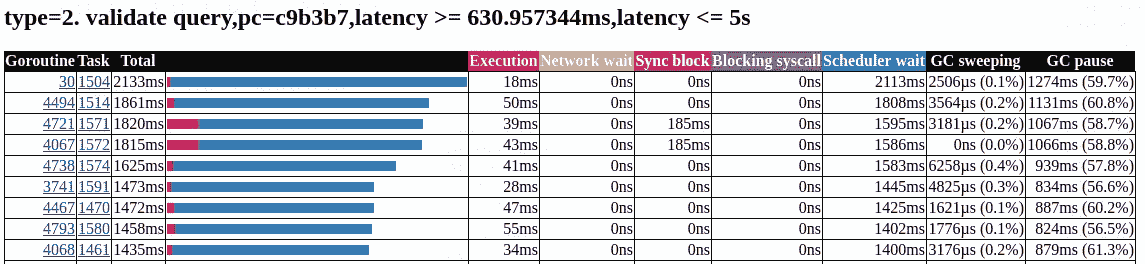 type=2. validate query,pc=c9b3b7,latency >= 630.957344ms,latency <= 5s
Goroutine Task Total Execution Network wait Sync block Blocking syscall Scheduler wait GC sweeping GC pause
30 1504 2133ms 18ms 0ns 0ns 0ns 2113ms 2506µs (0.1%) 1274ms (59.7%)
4494 1514 1861ms 50ms 0ns 0ns 0ns 1808ms 3564µs (0.2%) 1131ms (60.8%)
4721 1571 1820ms 39ms 0ns 185ms 0ns 1595ms 3181µs (0.2%) 1067ms (58.7%)
4067 1572 1815ms 43ms 0ns 185ms 0ns 1586ms 0ns (0.0%) 1066ms (58.8%)
4738 1574 1625ms 41ms 0ns 0ns 0ns 1583ms 6258µs (0.4%) 939ms (57.8%)
3741 1591 1473ms 28ms 0ns 0ns 0ns 1445ms 4825µs (0.3%) 834ms (56.6%)
4467 1470 1472ms 47ms 0ns 0ns 0ns 1425ms 1621µs (0.1%) 887ms (60.2%)
4793 1580 1458ms 55ms 0ns 0ns 0ns 1402ms 1776µs (0.1%) 824ms (56.5%)
4068 1461 1435ms 34ms 0ns 0ns 0ns 1400ms 3176µs (0.2%) 879ms (61.3%)